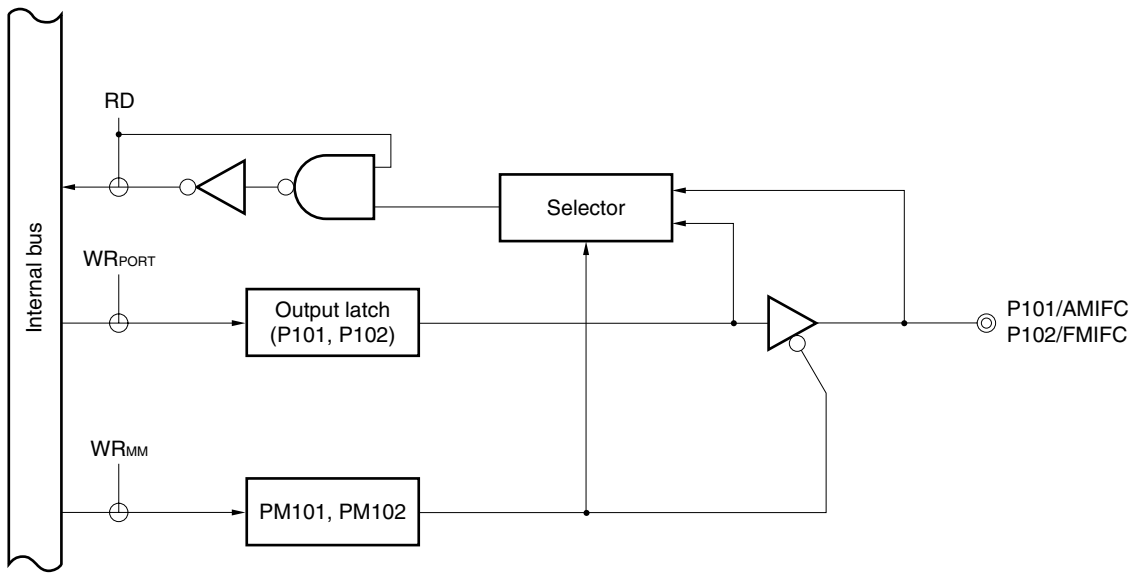 RD
Internal bus
Selector
WRPORT
Output latch
(P101, P102)
P101/AMIFC
P102/FMIFC
WRMM
PM101, PM102